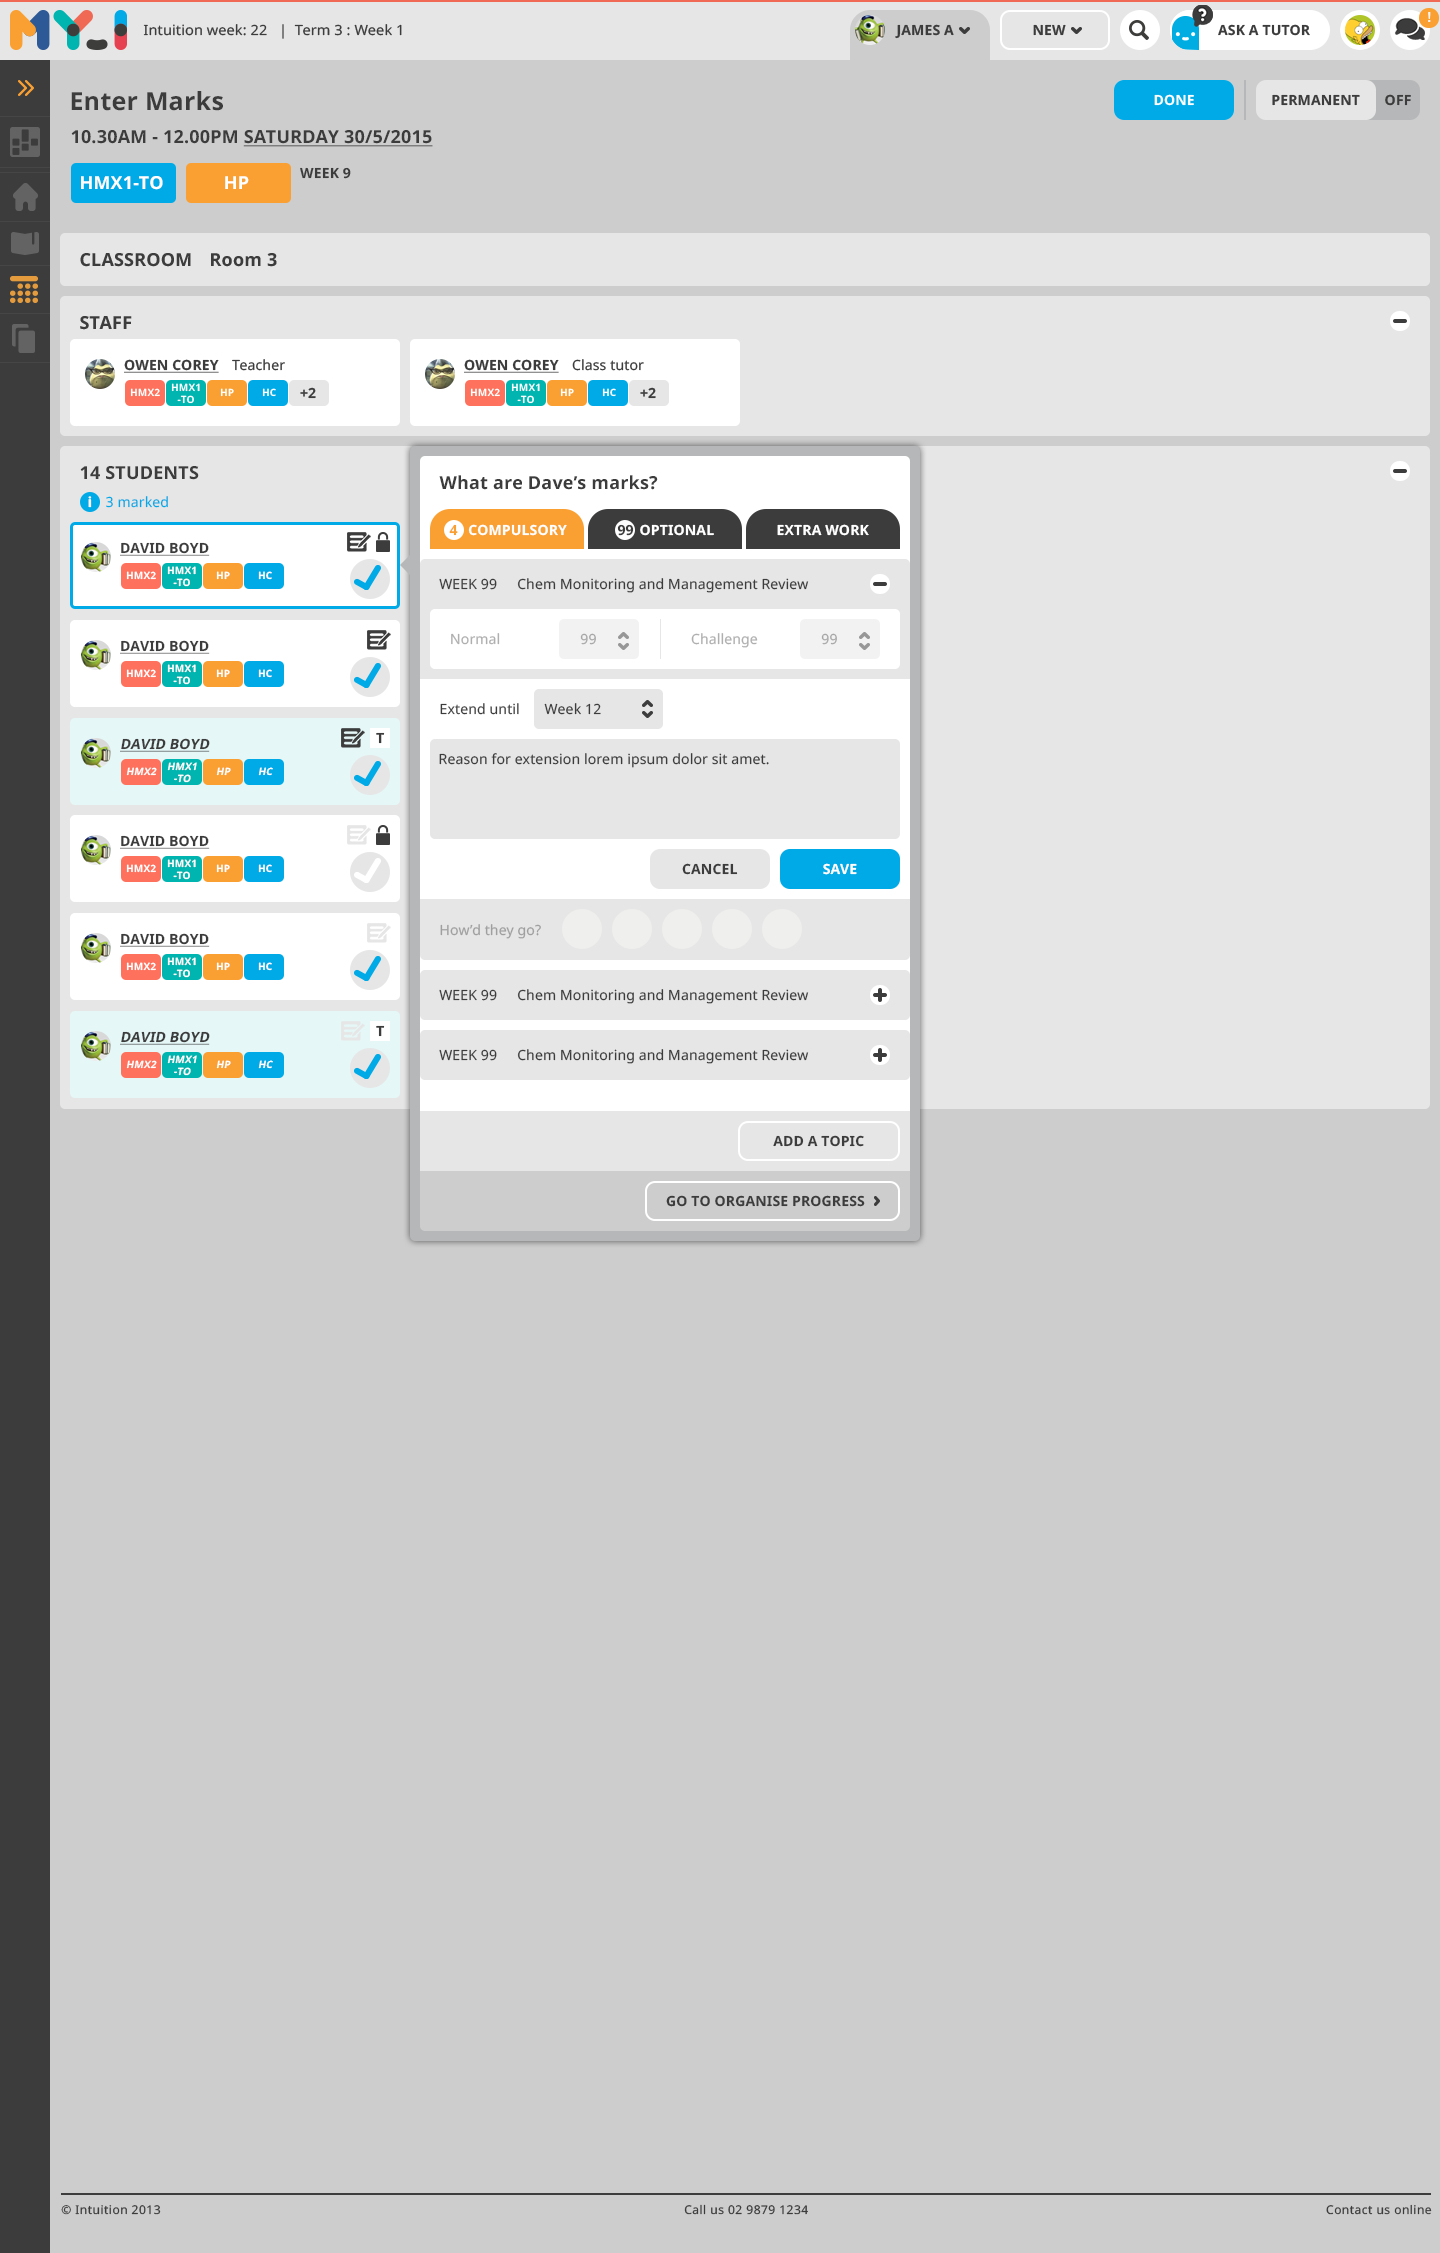 MY_I
Intuition week: 22 | Term 3 : Week 1
JAMES A
NEW
?
ASK A TUTOR
!
Enter Marks
DONE
PERMANENT
OFF
10.30AM - 12.00PM SATURDAY 30/5/2015
HMX1-TO
HP
WEEK 9
CLASSROOM Room 3
STAFF
OWEN COREY Teacher
HMX2
HMX1
-TO
HP
HC
+2
OWEN COREY Class tutor
HMX2
HMX1
-TO
HP
HC
+2
14 STUDENTS
i 3 marked
DAVID BOYD
HMX2
HMX1
-TO
HP
HC
DAVID BOYD
HMX2
HMX1
-TO
HP
HC
DAVID BOYD
T
HMX2
HMX1
-TO
HP
HC
DAVID BOYD
HMX2
HMX1
-TO
HP
HC
DAVID BOYD
HMX2
HMX1
-TO
HP
HC
DAVID BOYD
T
HMX2
HMX1
-TO
HP
HC
What are Dave’s marks?
4 COMPULSORY
99 OPTIONAL
EXTRA WORK
WEEK 99 Chem Monitoring and Management Review
Normal 99
Challenge 99
Extend until Week 12
Reason for extension lorem ipsum dolor sit amet.
CANCEL
SAVE
How’d they go?
WEEK 99 Chem Monitoring and Management Review
WEEK 99 Chem Monitoring and Management Review
ADD A TOPIC
GO TO ORGANISE PROGRESS
© Intuition 2013
Call us 02 9879 1234
Contact us online